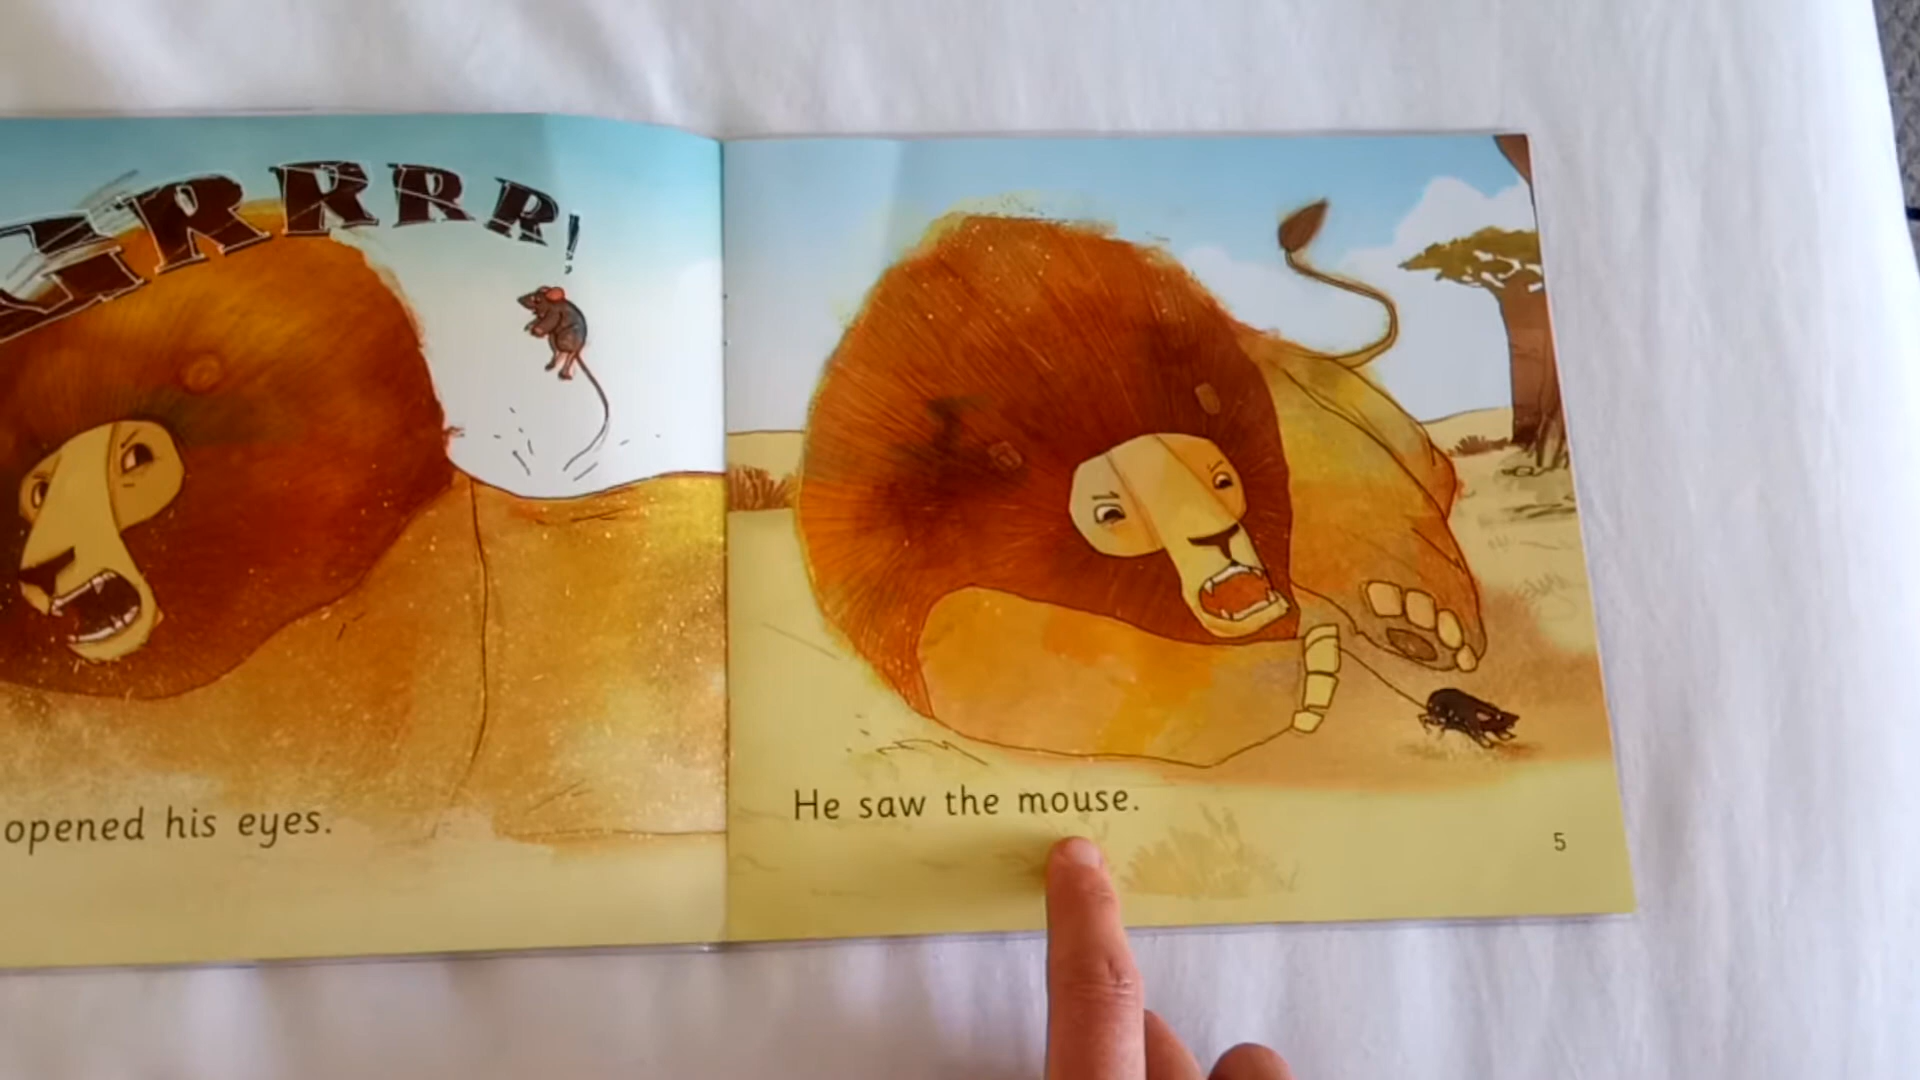 RRRRR!
opened his eyes.
He saw the mouse.
5